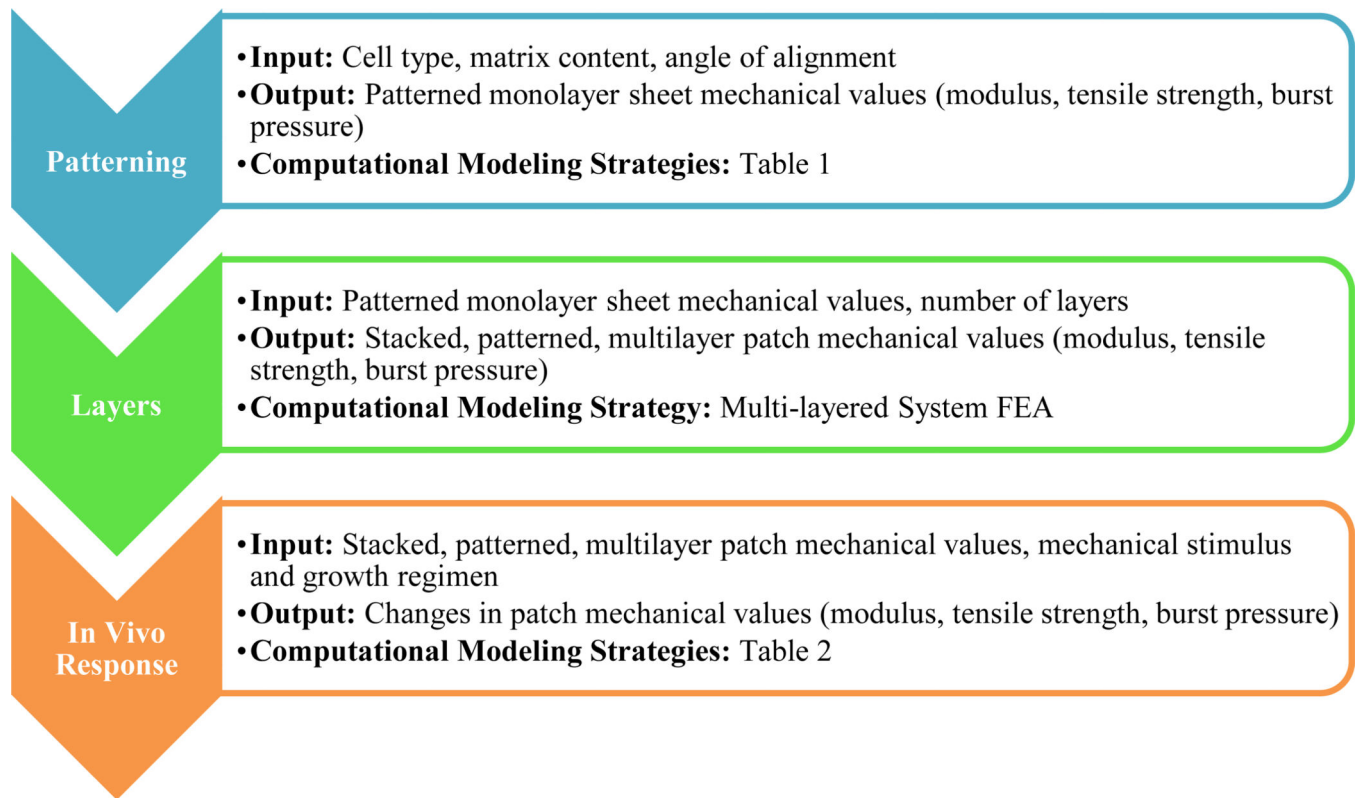 Patterning
•Input: Cell type, matrix content, angle of alignment
•Output: Patterned monolayer sheet mechanical values (modulus, tensile strength, burst
pressure)
•Computational Modeling Strategies: Table 1
Layers
•Input: Patterned monolayer sheet mechanical values, number of layers
•Output: Stacked, patterned, multilayer patch mechanical values (modulus, tensile
strength, burst pressure)
•Computational Modeling Strategy: Multi-layered System FEA
In Vivo
Response
•Input: Stacked, patterned, multilayer patch mechanical values, mechanical stimulus
and growth regimen
•Output: Changes in patch mechanical values (modulus, tensile strength, burst pressure)
•Computational Modeling Strategies: Table 2